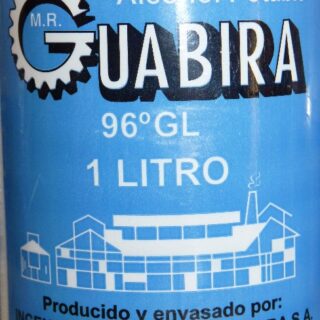 M.R.
GUABIRA
96ºGL
1 LITRO
Producido y envasado por:
S.A.